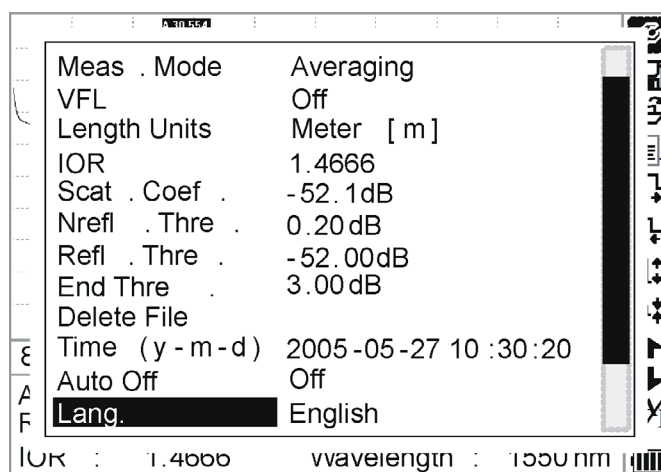 A 30.554
Meas . Mode Averaging
VFL Off
Length Units Meter [m]
IOR 1.4666
Scat . Coef . -52.1dB
Nrefl . Thre . 0.20dB
Refl . Thre . -52.00dB
End Thre . 3.00dB
Delete File
Time (y-m-d) 2005-05-27 10:30:20
Auto Off Off
Lang. English
IOR : 1.4666 Wavelength : 1550nm